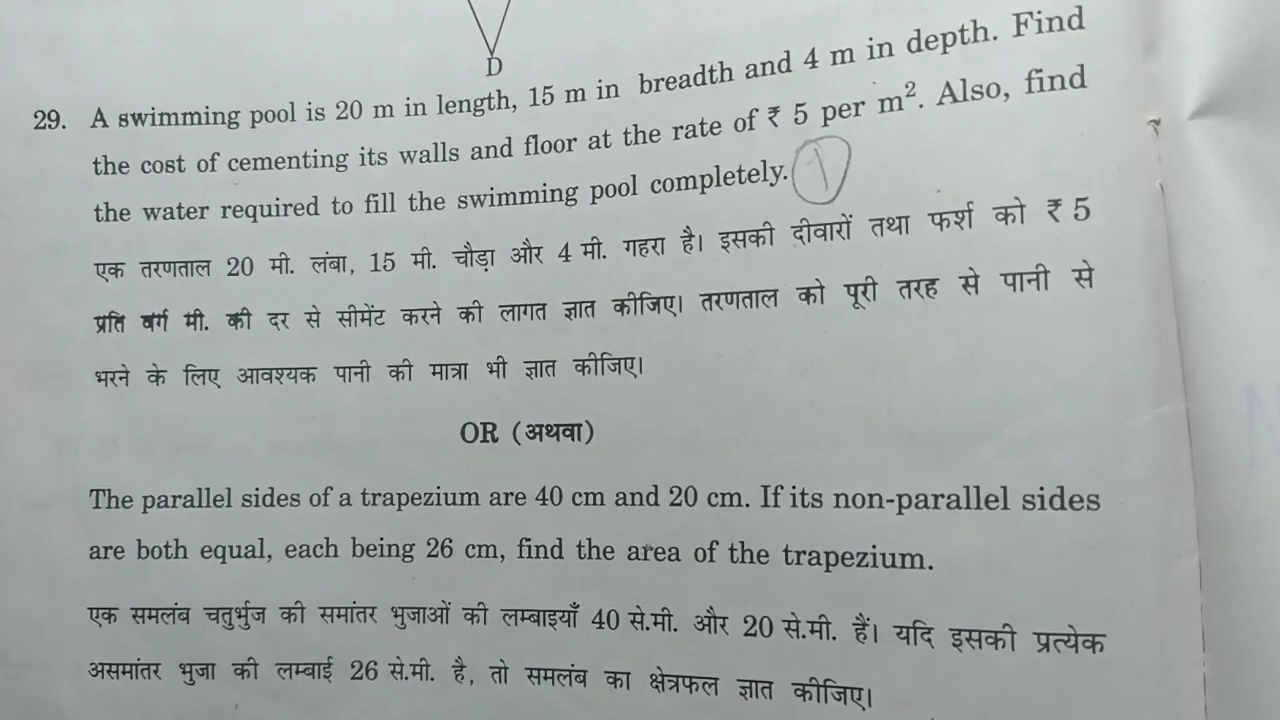 D
29. A swimming pool is 20 m in length, 15 m in breadth and 4 m in depth. Find
the cost of cementing its walls and floor at the rate of ₹ 5 per m². Also, find
the water required to fill the swimming pool completely. 1
एक तरणताल 20 मी. लंबा, 15 मी. चौड़ा और 4 मी. गहरा है। इसकी दीवारों तथा फर्श को ₹ 5
प्रति वर्ग मी. की दर से सीमेंट करने की लागत ज्ञात कीजिए। तरणताल को पूरी तरह से पानी से
भरने के लिए आवश्यक पानी की मात्रा भी ज्ञात कीजिए।
OR (अथवा)
The parallel sides of a trapezium are 40 cm and 20 cm. If its non-parallel sides
are both equal, each being 26 cm, find the area of the trapezium.
एक समलंब चतुर्भुज की समांतर भुजाओं की लम्बाइयाँ 40 से.मी. और 20 से.मी. हैं। यदि इसकी प्रत्येक
असमांतर भुजा की लम्बाई 26 से.मी. है, तो समलंब का क्षेत्रफल ज्ञात कीजिए।